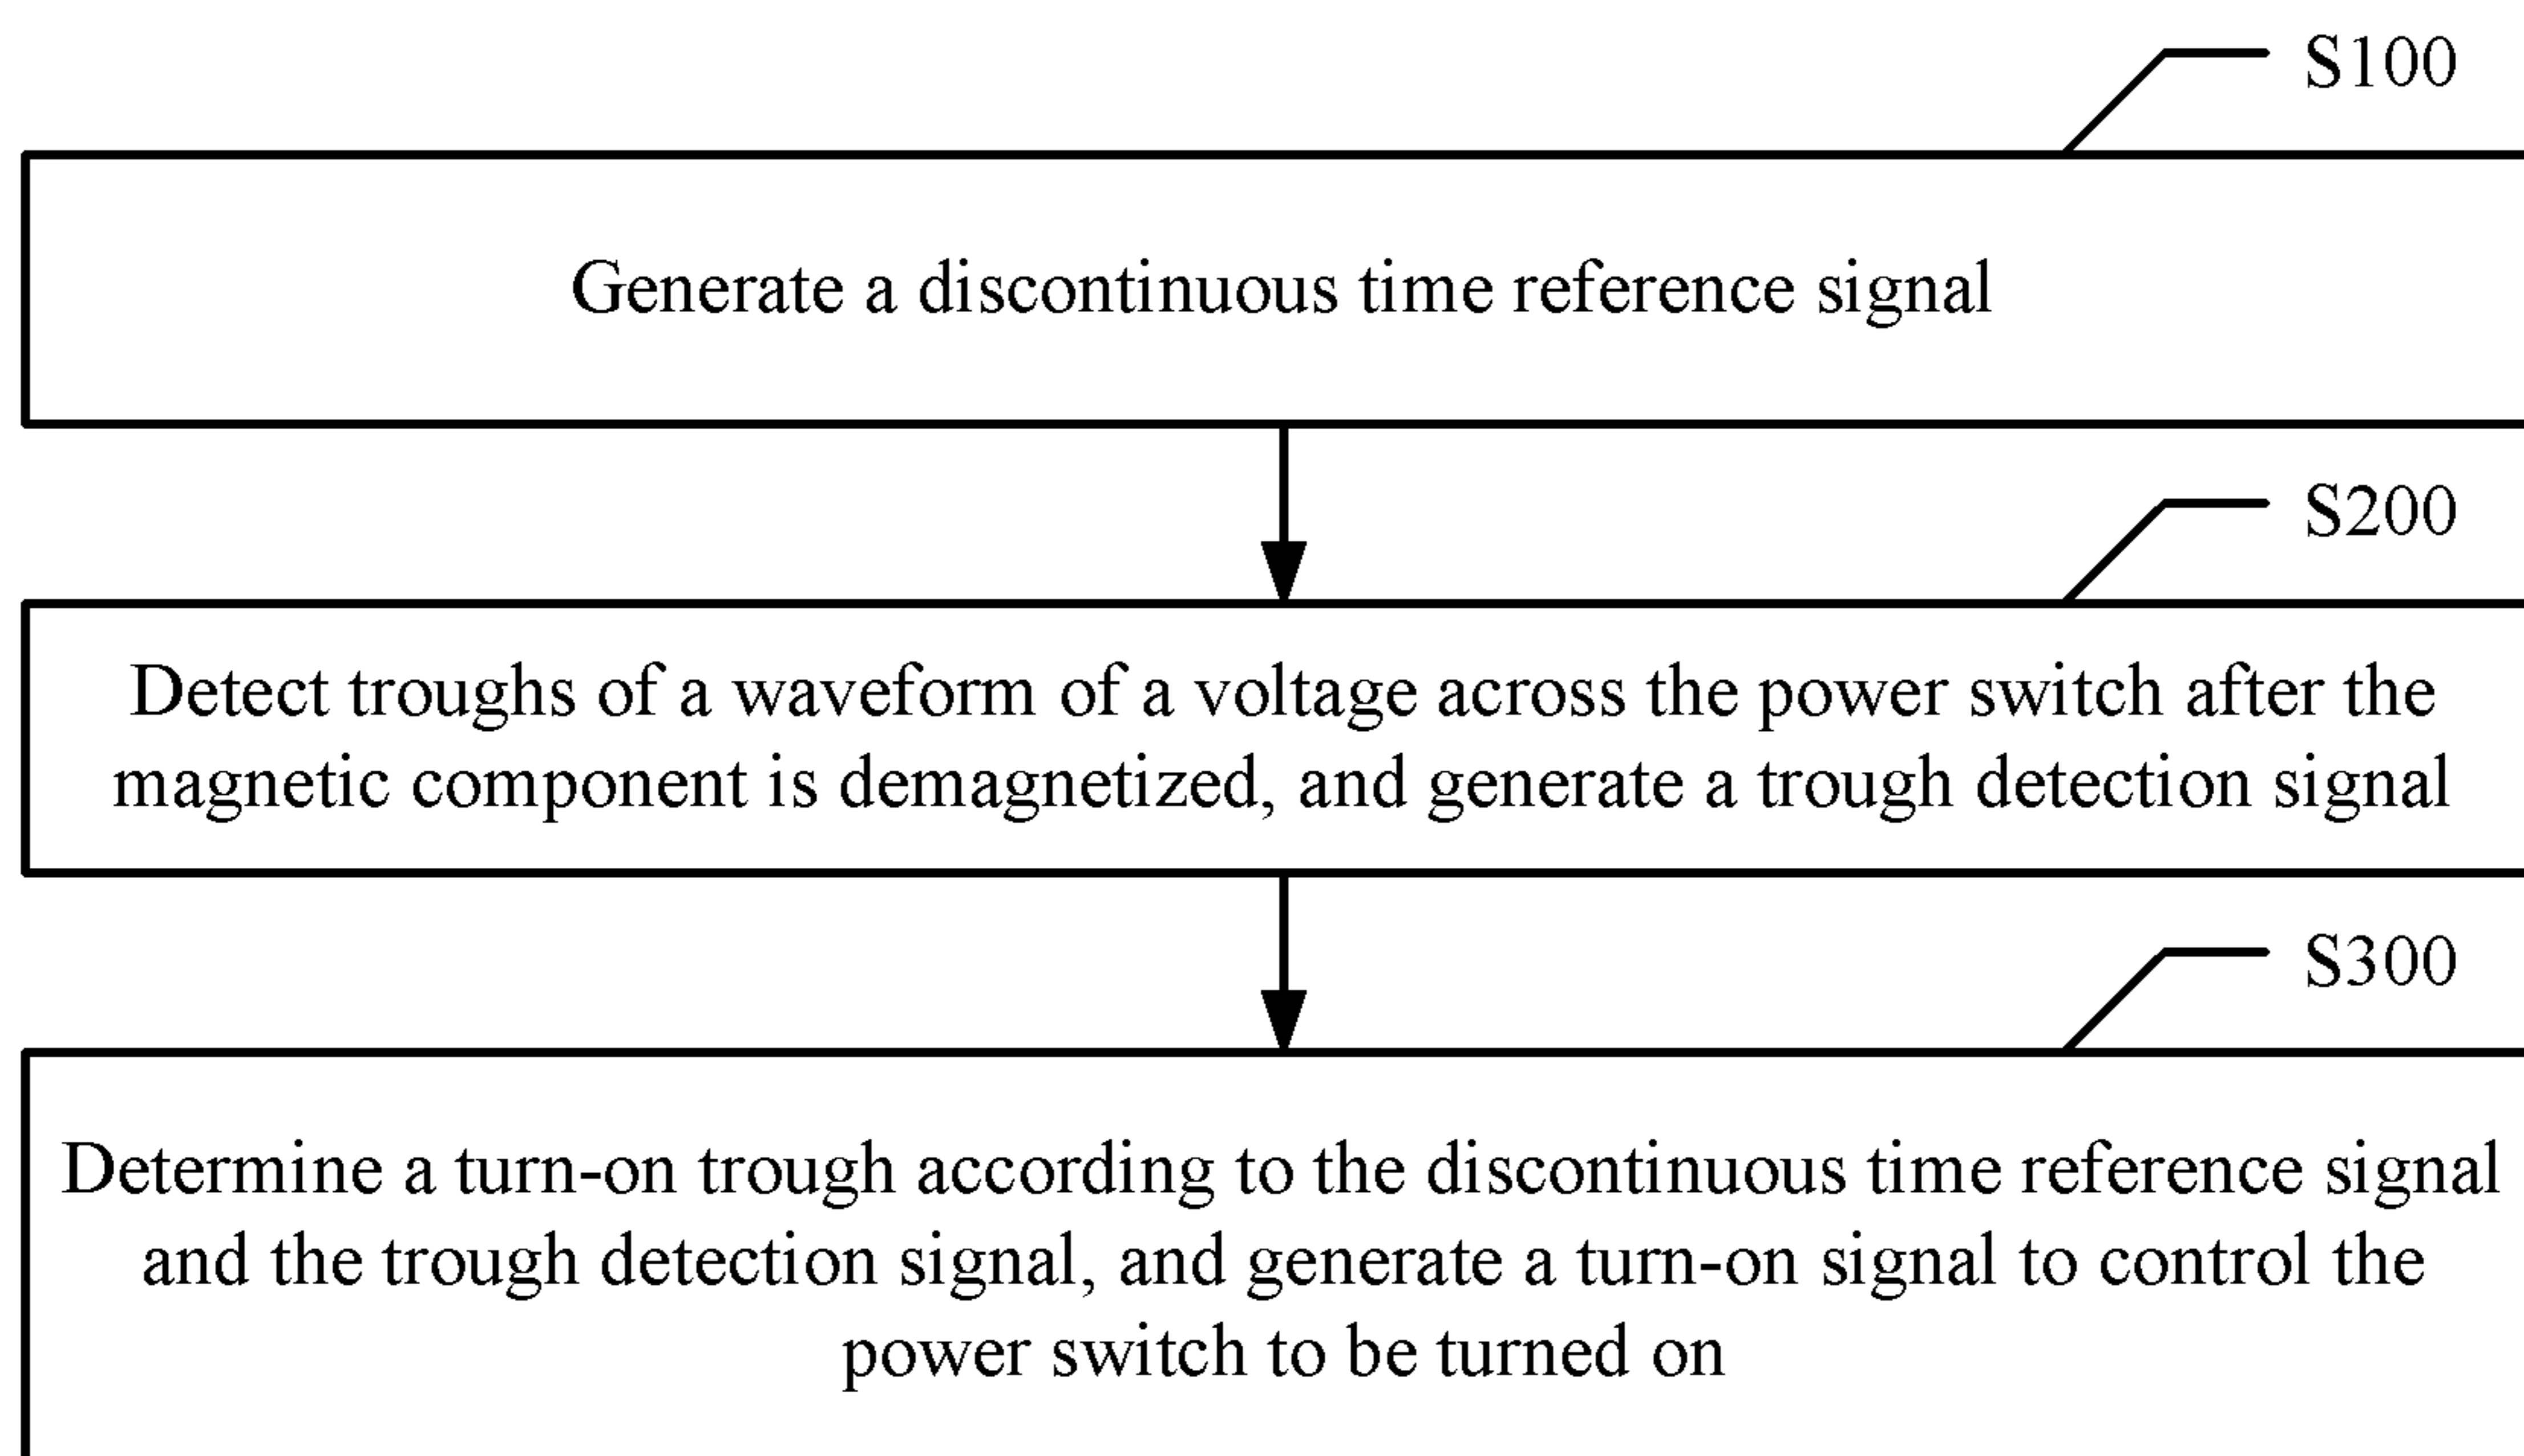 S100
Generate a discontinuous time reference signal
S200
Detect troughs of a waveform of a voltage across the power switch after the
magnetic component is demagnetized, and generate a trough detection signal
S300
Determine a turn-on trough according to the discontinuous time reference signal
and the trough detection signal, and generate a turn-on signal to control the
power switch to be turned on